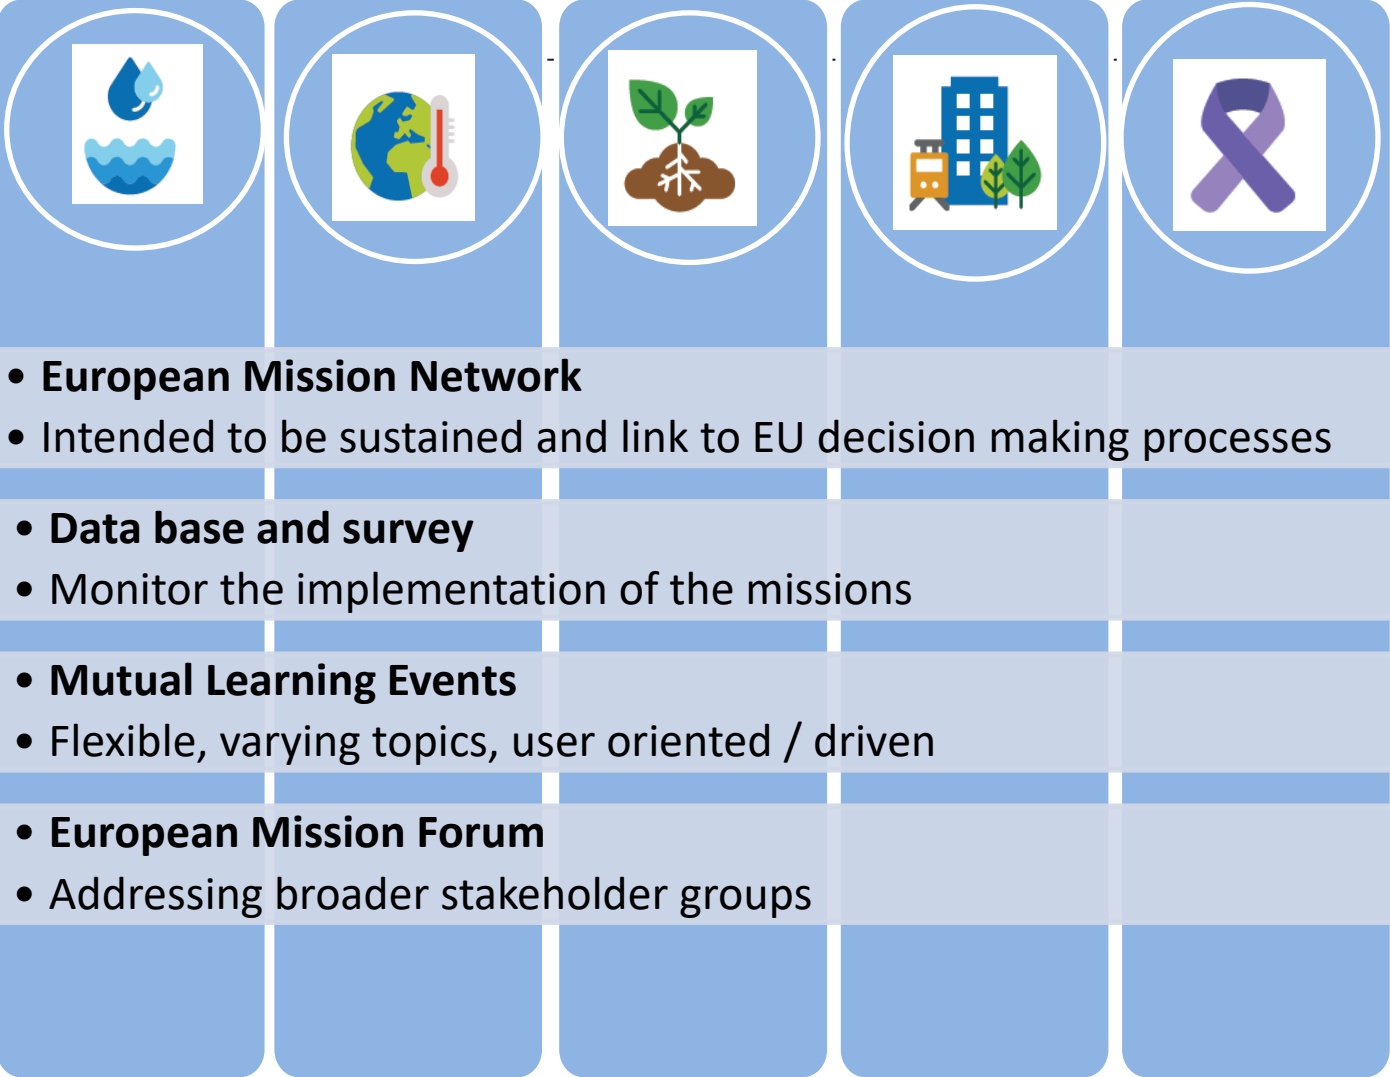 • European Mission Network
• Intended to be sustained and link to EU decision making processes
• Data base and survey
• Monitor the implementation of the missions
• Mutual Learning Events
• Flexible, varying topics, user oriented / driven
• European Mission Forum
• Addressing broader stakeholder groups